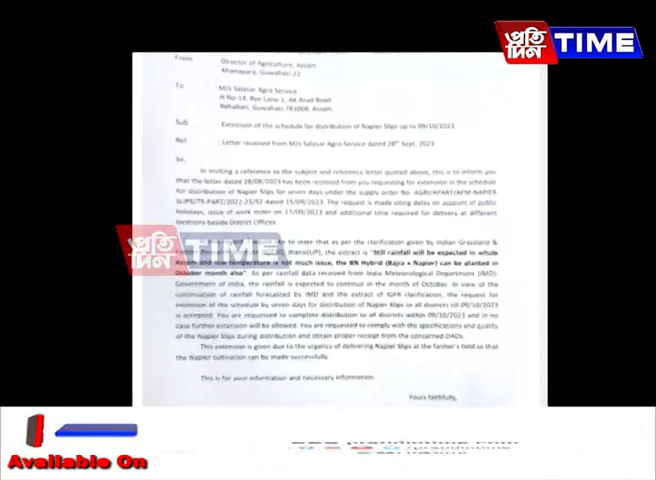 প্রতিদিন TIME
From : Director of Agriculture, Assam
Khanapara, Guwahati-22
To : M/s Salasar Agro Service
H No-14, Bye Lane-1, AK Azad Road
Rehabari, Guwahati-781008, Assam
Sub : Extension of the schedule for distribution of Napier Slips up to 09/10/2023
Ref : Letter received from M/s Salasar Agro Service dated 28th Sept, 2023
Sir,
In inviting a reference to the subject and reference letter quoted above, this is to inform you
that the letter dated 28/09/2023 has been received from you requesting for extension in the schedule
for distribution of Napier Slips for seven days under the supply order No. AGRI/APART/AFM-NAPIER
SLIPS/TS-PART/2022-23/52 dated 15/09/2023. The request is made citing delay on account of public
holidays, issue of work order on 17/09/2023 and additional time required for delivery at different
locations beside District Offices.
প্রতিদিন TIME
to state that as per the clarification given by Indian Grassland &
the extract is "Still rainfall will be expected in whole
Assam and low temperature is not much issue, the BN Hybrid (Bajra x Napier) can be planted in
October month also". As per rainfall data received from India Meteorological Department (IMD),
Government of India, the rainfall is expected to continue in the month of October. In view of the
continuation of rainfall forecasted by IMD and the extract of IGFR clarification, the request for
extension of the schedule by seven days for distribution of Napier Slips to all districts till 09/10/2023
is accepted. You are requested to complete distribution to all districts within 09/10/2023 and in no
case further extension will be allowed. You are requested to comply with the specifications and quality
of the Napier Slips during distribution and obtain proper receipt from the concerned DAOs.
This extension is given due to the urgency of delivering Napier Slips at the farmer's field so that
the Napier cultivation can be made successfully.
This is for your information and necessary information.
Yours faithfully,
Available On